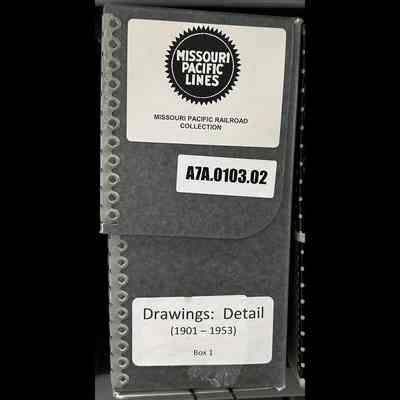 MISSOURI
PACIFIC
LINES
MISSOURI PACIFIC RAILROAD
COLLECTION
A7A.0103.02
Drawings: Detail
(1901 – 1953)
Box 1